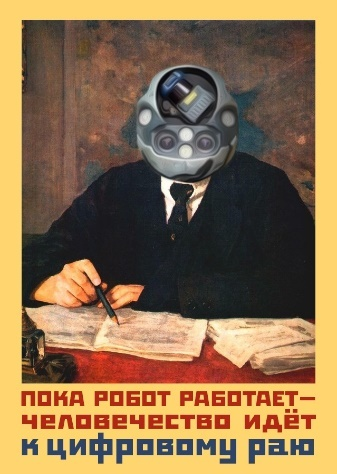 ПОКА РОБОТ РАБОТАЕТ—
ЧЕЛОВЕЧЕСТВО ИДЁТ
К ЦИФРОВОМУ РАЮ